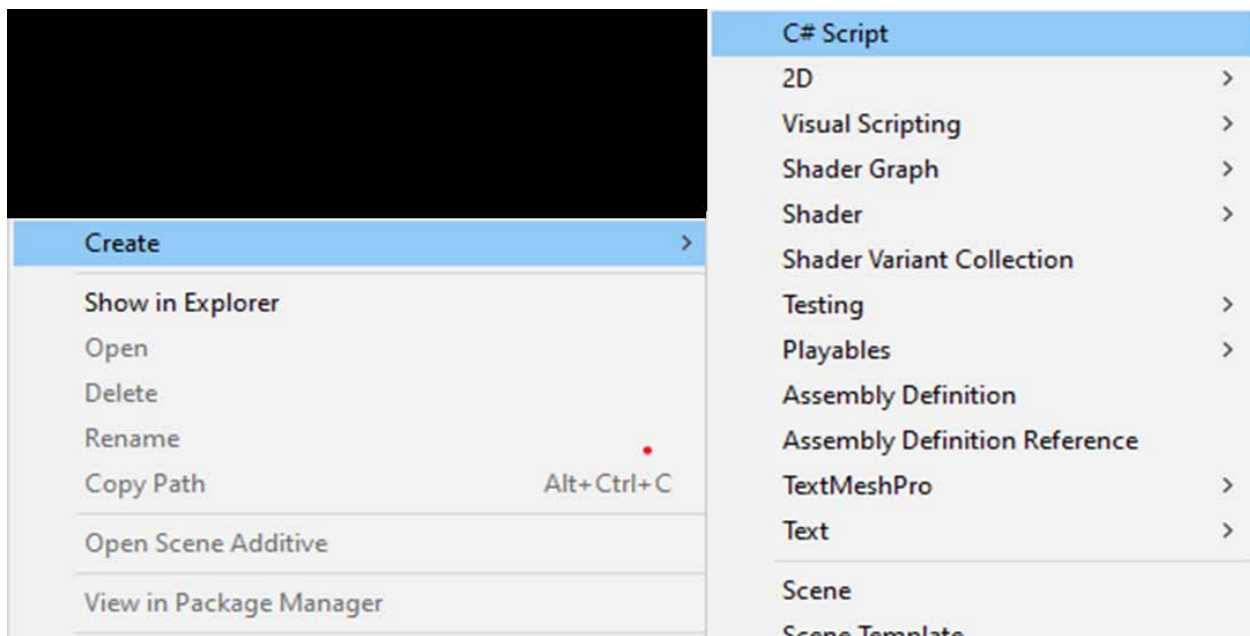 Create
Show in Explorer
Open
Delete
Rename
Copy Path Alt+Ctrl+C
Open Scene Additive
View in Package Manager
C# Script
2D
Visual Scripting
Shader Graph
Shader
Shader Variant Collection
Testing
Playables
Assembly Definition
Assembly Definition Reference
TextMeshPro
Text
Scene
Scene Template